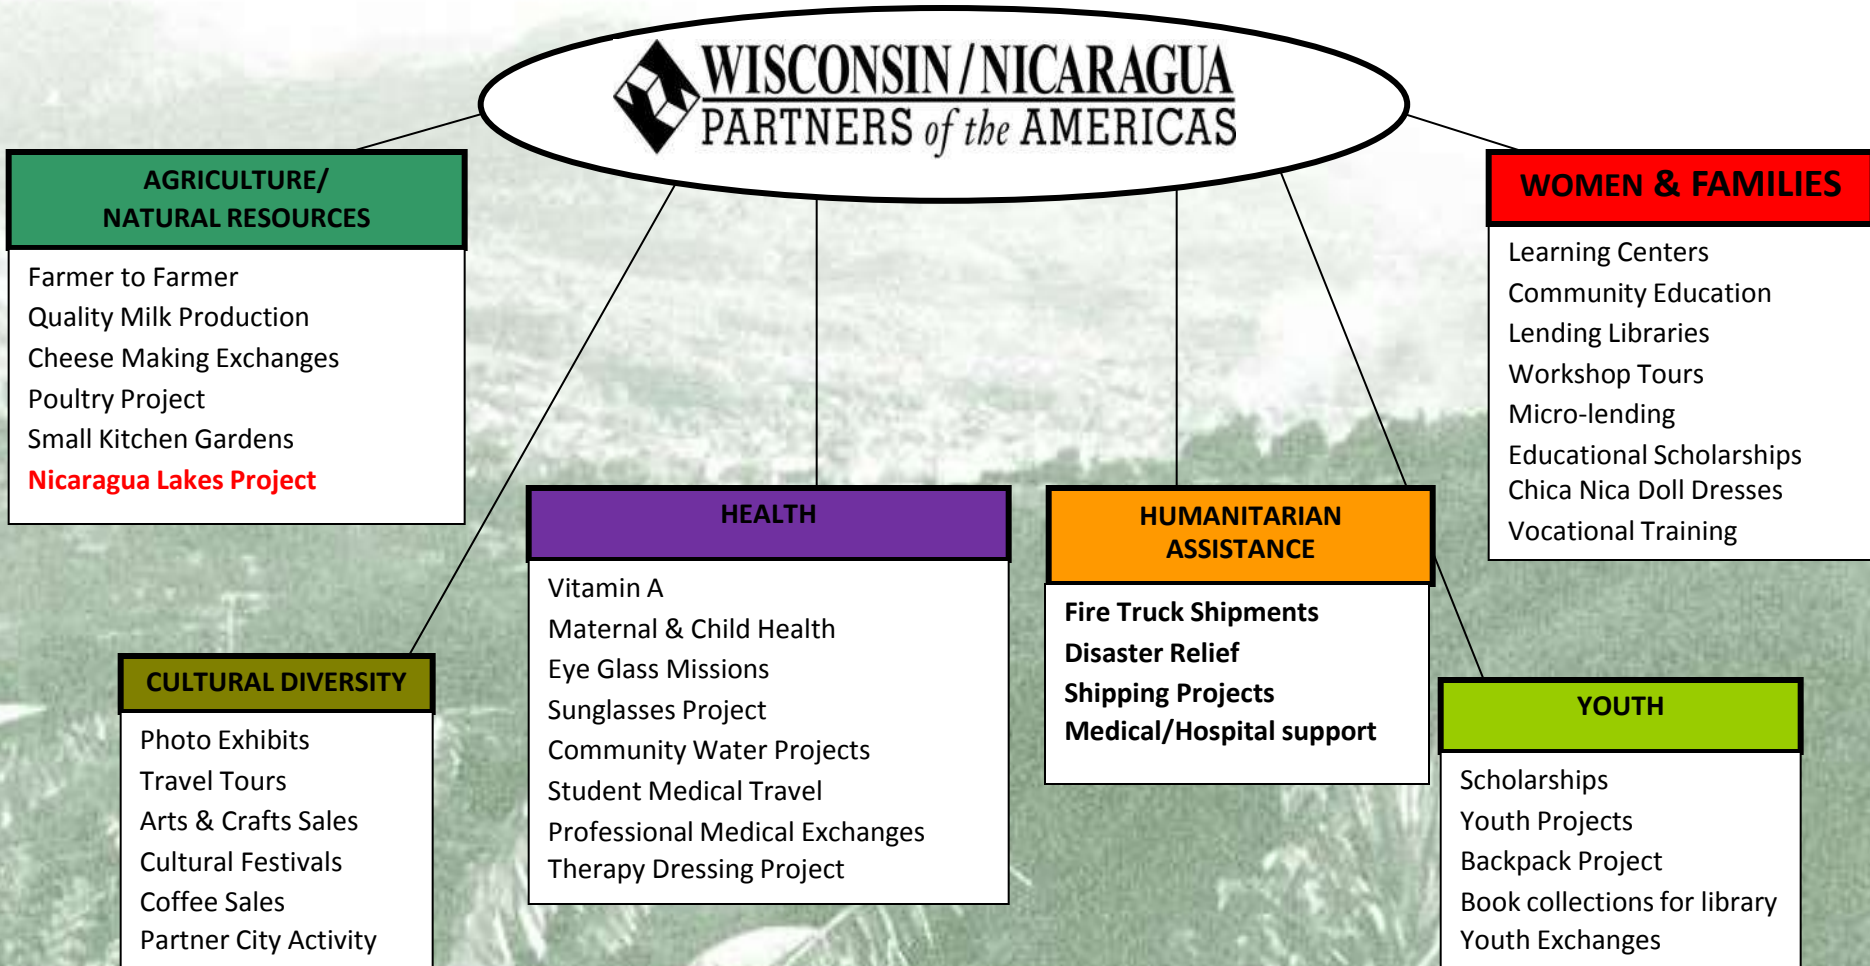 WISCONSIN/NICARAGUA
PARTNERS of the AMERICAS
AGRICULTURE/
NATURAL RESOURCES
Farmer to Farmer
Quality Milk Production
Cheese Making Exchanges
Poultry Project
Small Kitchen Gardens
Nicaragua Lakes Project
CULTURAL DIVERSITY
Photo Exhibits
Travel Tours
Arts & Crafts Sales
Cultural Festivals
Coffee Sales
Partner City Activity
HEALTH
Vitamin A
Maternal & Child Health
Eye Glass Missions
Sunglasses Project
Community Water Projects
Student Medical Travel
Professional Medical Exchanges
Therapy Dressing Project
HUMANITARIAN
ASSISTANCE
Fire Truck Shipments
Disaster Relief
Shipping Projects
Medical/Hospital support
YOUTH
Scholarships
Youth Projects
Backpack Project
Book collections for library
Youth Exchanges
WOMEN & FAMILIES
Learning Centers
Community Education
Lending Libraries
Workshop Tours
Micro-lending
Educational Scholarships
Chica Nica Doll Dresses
Vocational Training